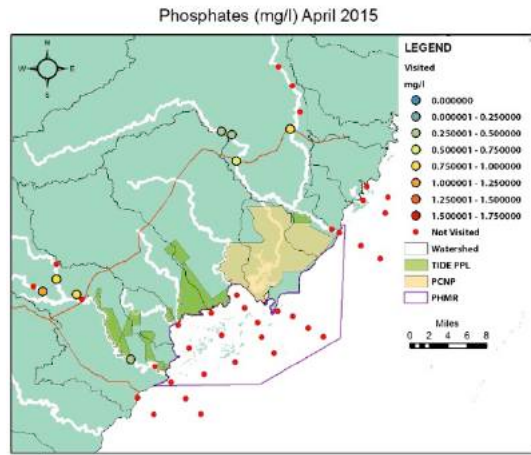 Phosphates (mg/l) April 2015
N
W E
S
LEGEND
Visited
mg/l
0.000000
0.000001 - 0.250000
0.250001 - 0.500000
0.500001 - 0.750000
0.750001 - 1.000000
1.000001 - 1.250000
1.250001 - 1.500000
1.500001 - 1.750000
Not Visited
Watershed
TIDE PPL
PCNP
PHMR
Miles
0 2 4 8